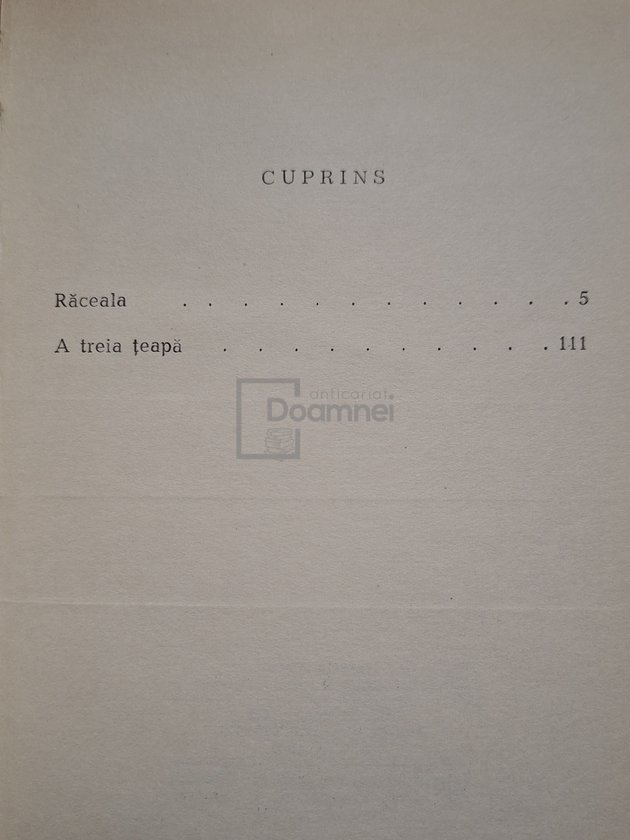 CUPRINS
Răceala . . . . . . . . . . . . 5
A treia țeapă . . . . . . . . . . 111
anticariat
Doamnei